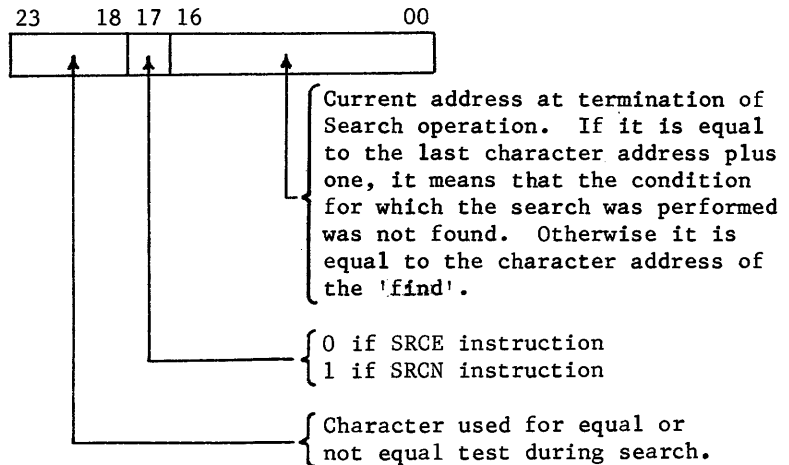 23 18 17 16 00
Current address at termination of
Search operation. If it is equal
to the last character address plus
one, it means that the condition
for which the search was performed
was not found. Otherwise it is
equal to the character address of
the 'find'.
0 if SRCE instruction
1 if SRCN instruction
Character used for equal or
not equal test during search.